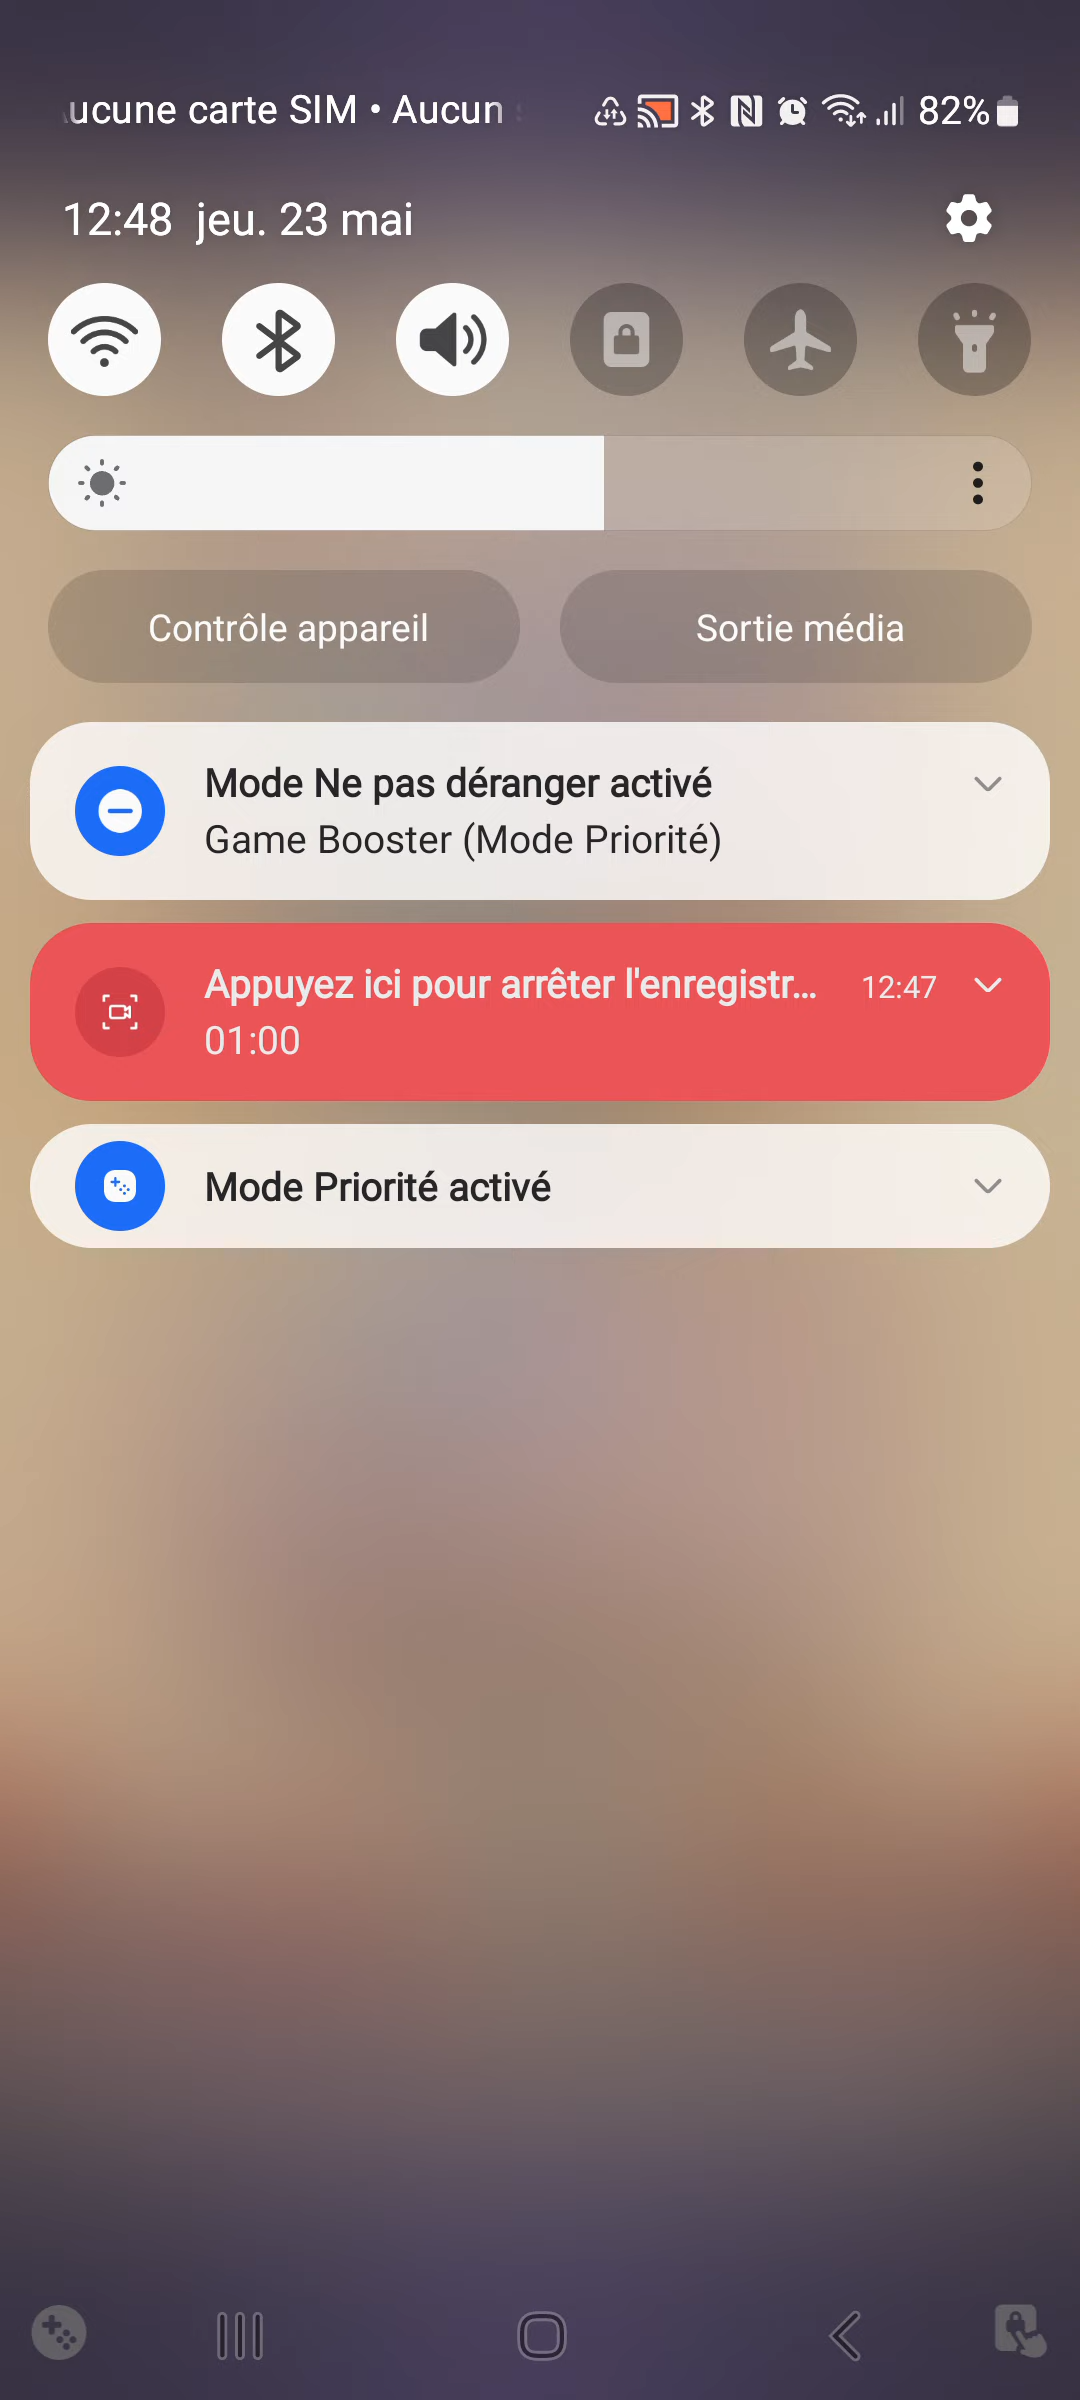 ucune carte SIM • Aucun
82%
12:48 jeu. 23 mai
Contrôle appareil
Sortie média
Mode Ne pas déranger activé
Game Booster (Mode Priorité)
Appuyez ici pour arrêter l'enregistr... 12:47
01:00
Mode Priorité activé